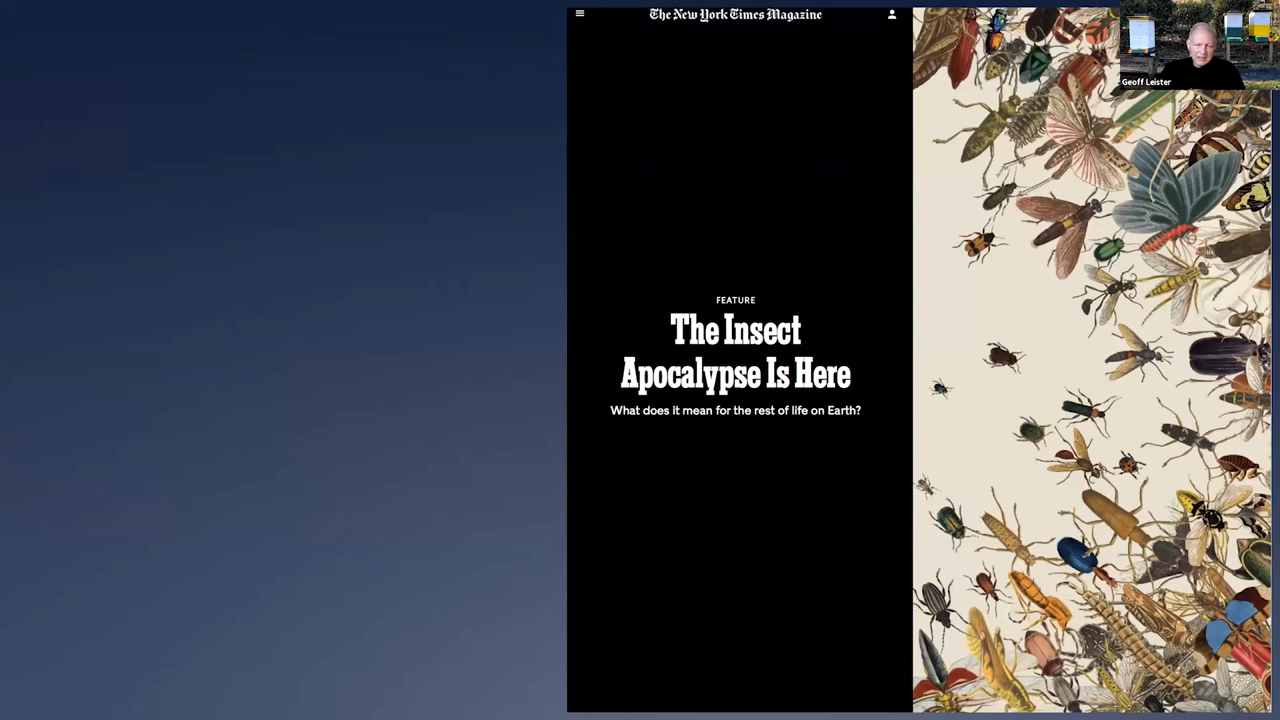 The New York Times Magazine
Geoff Leister
FEATURE
The Insect
Apocalypse Is Here
What does it mean for the rest of life on Earth?